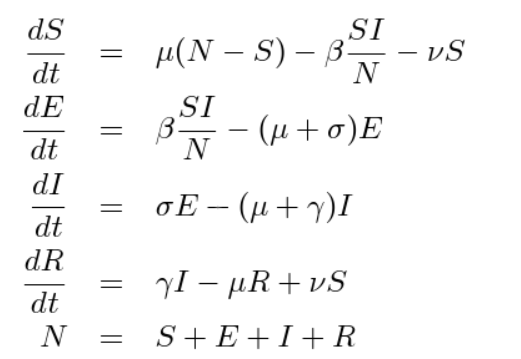 dS/dt = μ(N − S) − β SI/N − νS
dE/dt = β SI/N − (μ + σ)E
dI/dt = σE − (μ + γ)I
dR/dt = γI − μR + νS
N = S + E + I + R